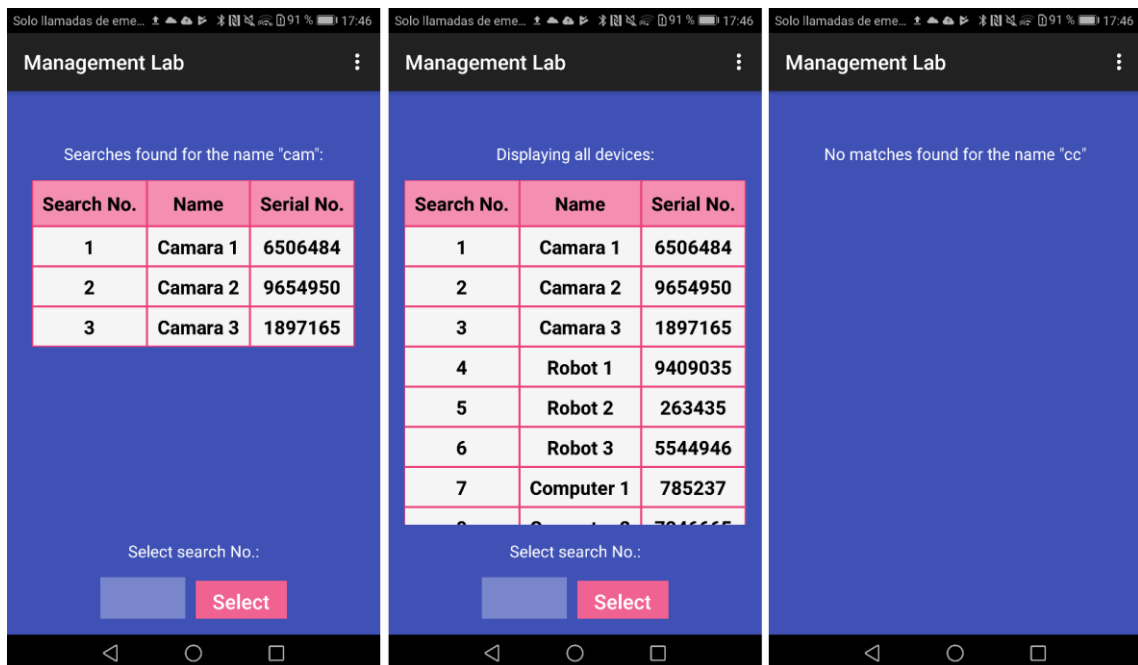 Solo llamadas de eme... 91 % 17:46
Management Lab
Searches found for the name "cam":
Search No. Name Serial No.
1 Camara 1 6506484
2 Camara 2 9654950
3 Camara 3 1897165
Select search No.:
Select
Solo llamadas de eme... 91 % 17:46
Management Lab
Displaying all devices:
Search No. Name Serial No.
1 Camara 1 6506484
2 Camara 2 9654950
3 Camara 3 1897165
4 Robot 1 9409035
5 Robot 2 263435
6 Robot 3 5544946
7 Computer 1 785237
Select search No.:
Select
Solo llamadas de eme... 91 % 17:46
Management Lab
No matches found for the name "cc"